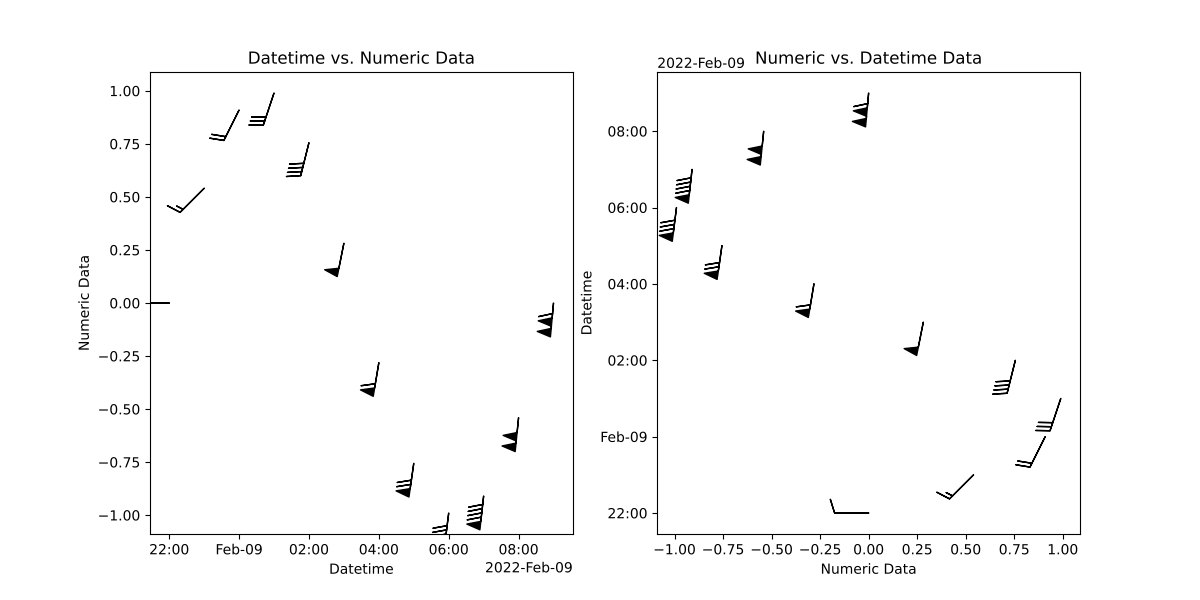 Datetime vs. Numeric Data
1.00
0.75
0.50
0.25
0.00
−0.25
−0.50
−0.75
−1.00
Numeric Data
22:00 Feb-09 02:00 04:00 06:00 08:00
Datetime
2022-Feb-09
2022-Feb-09
Numeric vs. Datetime Data
08:00
06:00
04:00
02:00
Feb-09
22:00
Datetime
−1.00 −0.75 −0.50 −0.25 0.00 0.25 0.50 0.75 1.00
Numeric Data